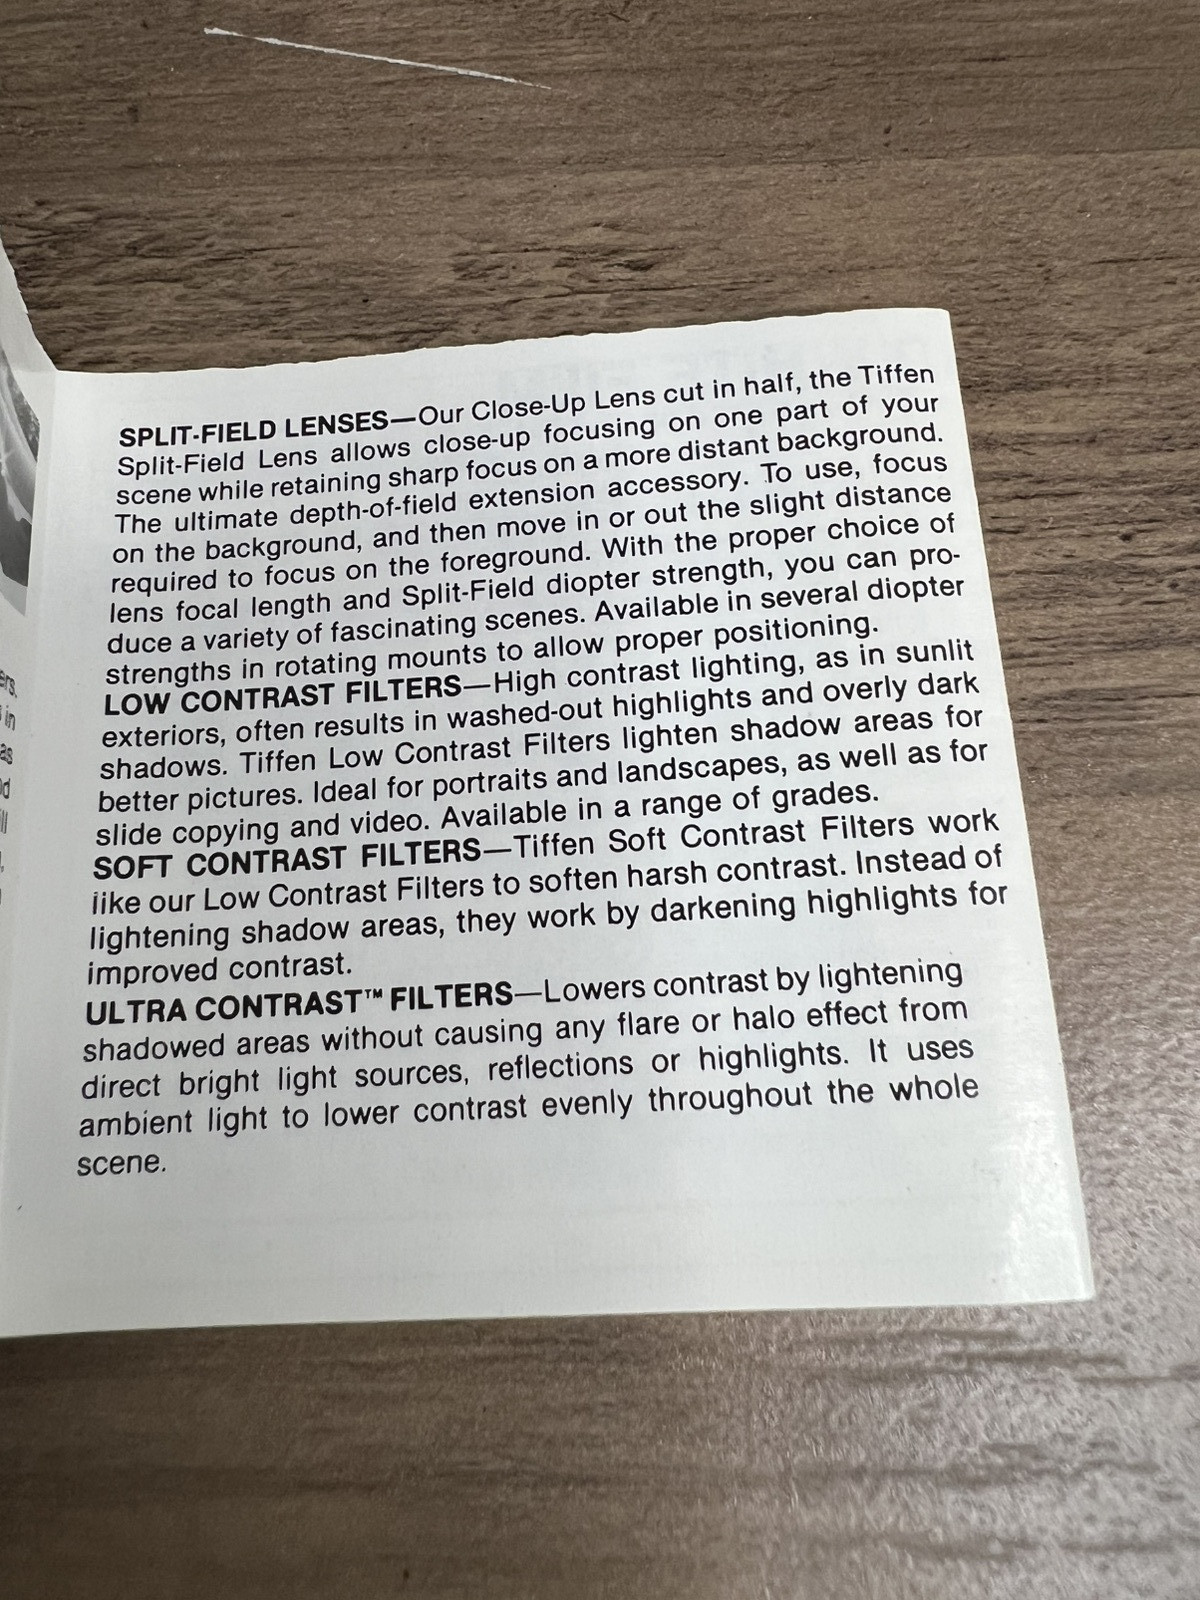 SPLIT-FIELD LENSES—Our Close-Up Lens cut in half, the Tiffen
Split-Field Lens allows close-up focusing on one part of your
scene while retaining sharp focus on a more distant background.
The ultimate depth-of-field extension accessory. To use, focus
on the background, and then move in or out the slight distance
required to focus on the foreground. With the proper choice of
lens focal length and Split-Field diopter strength, you can pro-
duce a variety of fascinating scenes. Available in several diopter
strengths in rotating mounts to allow proper positioning.
LOW CONTRAST FILTERS—High contrast lighting, as in sunlit
exteriors, often results in washed-out highlights and overly dark
shadows. Tiffen Low Contrast Filters lighten shadow areas for
better pictures. Ideal for portraits and landscapes, as well as for
slide copying and video. Available in a range of grades.
SOFT CONTRAST FILTERS—Tiffen Soft Contrast Filters work
like our Low Contrast Filters to soften harsh contrast. Instead of
lightening shadow areas, they work by darkening highlights for
improved contrast.
ULTRA CONTRAST™ FILTERS—Lowers contrast by lightening
shadowed areas without causing any flare or halo effect from
direct bright light sources, reflections or highlights. It uses
ambient light to lower contrast evenly throughout the whole
scene.